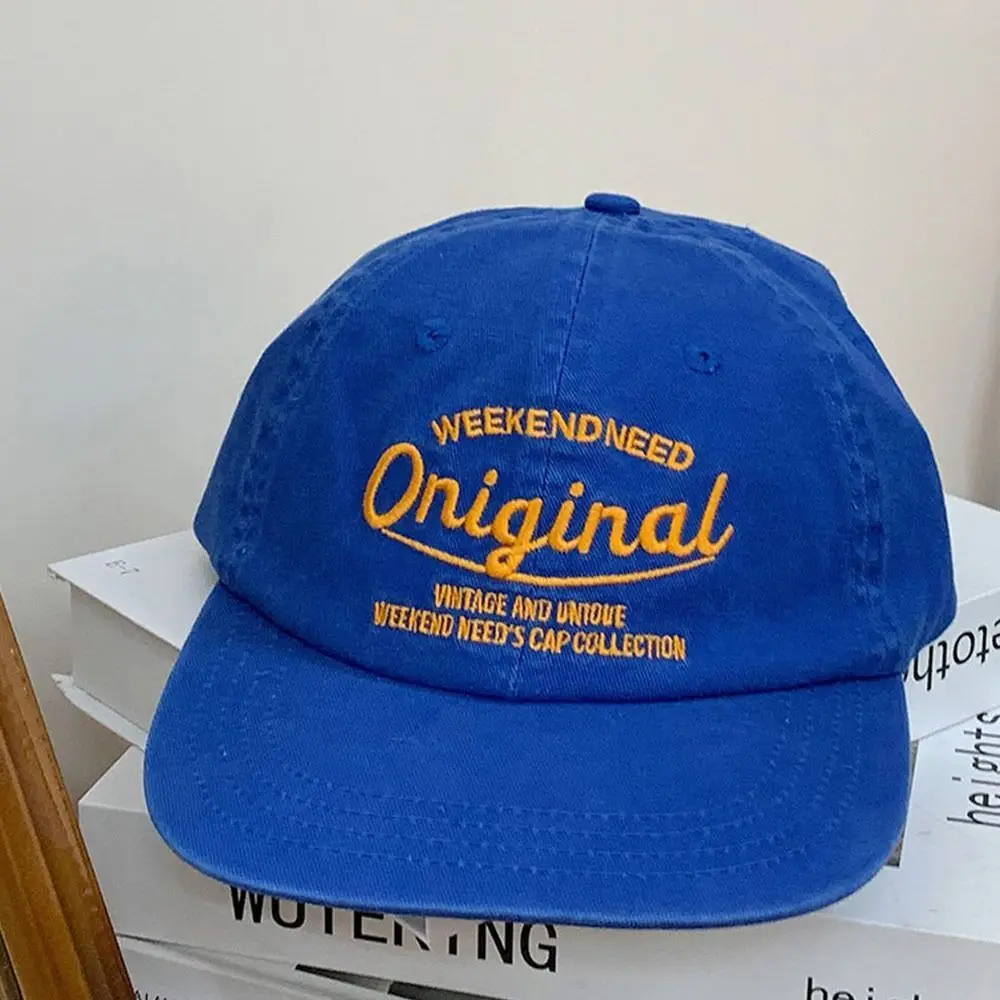 WEEKENDNEED
Original
VINTAGE AND UNIQUE
WEEKEND NEED'S CAP COLLECTION
heights